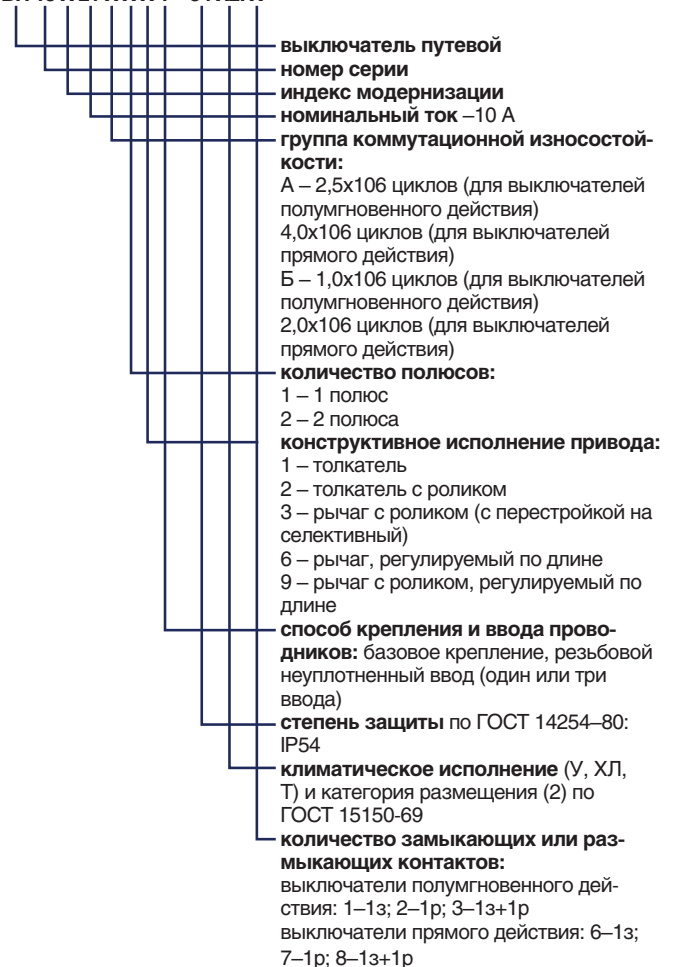 выключатель путевой
номер серии
индекс модернизации
номинальный ток –10 А
группа коммутационной износостой-
кости:
А – 2,5х106 циклов (для выключателей
полумгновенного действия)
4,0х106 циклов (для выключателей
прямого действия)
Б – 1,0х106 циклов (для выключателей
полумгновенного действия)
2,0х106 циклов (для выключателей
прямого действия)
количество полюсов:
1 – 1 полюс
2 – 2 полюса
конструктивное исполнение привода:
1 – толкатель
2 – толкатель с роликом
3 – рычаг с роликом (с перестройкой на
селективный)
6 – рычаг, регулируемый по длине
9 – рычаг с роликом, регулируемый по
длине
способ крепления и ввода прово-
дников: базовое крепление, резьбовой
неуплотненный ввод (один или три
ввода)
степень защиты по ГОСТ 14254–80:
IP54
климатическое исполнение (У, ХЛ,
Т) и категория размещения (2) по
ГОСТ 15150-69
количество замыкающих или раз-
мыкающих контактов:
выключатели полумгновенного дей-
ствия: 1–1з; 2–1р; 3–1з+1р
выключатели прямого действия: 6–1з;
7–1р; 8–1з+1р